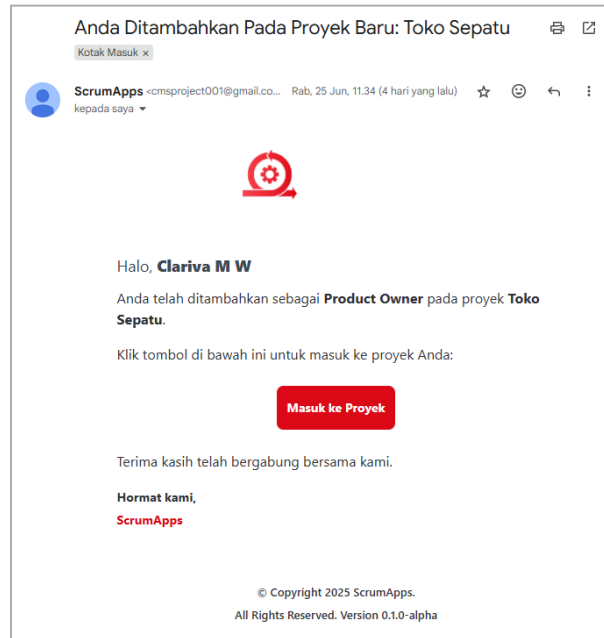 Anda Ditambahkan Pada Proyek Baru: Toko Sepatu
Kotak Masuk ×
ScrumApps <cmsproject001@gmail.co... Rab, 25 Jun, 11.34 (4 hari yang lalu)
kepada saya
Halo, Clariva M W
Anda telah ditambahkan sebagai Product Owner pada proyek Toko
Sepatu.
Klik tombol di bawah ini untuk masuk ke proyek Anda:
Masuk ke Proyek
Terima kasih telah bergabung bersama kami.
Hormat kami,
ScrumApps
© Copyright 2025 ScrumApps.
All Rights Reserved. Version 0.1.0-alpha